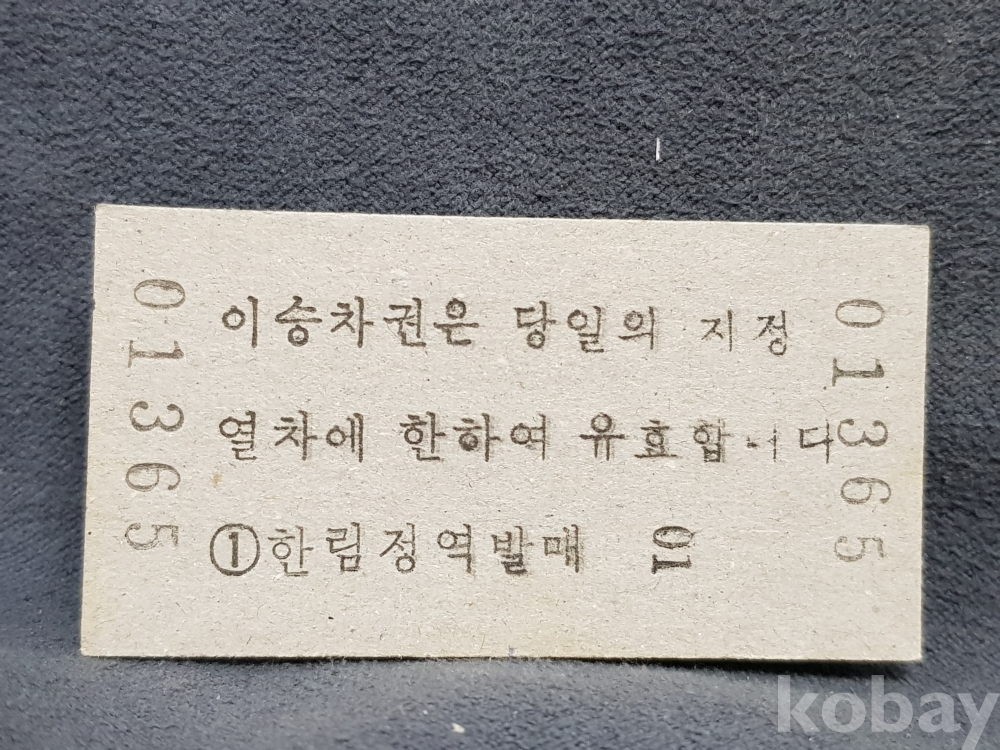 01365
이승차권은 당일의 지정
열차에 한하여 유효합니다
①한림정역발매 01
01365
kobay